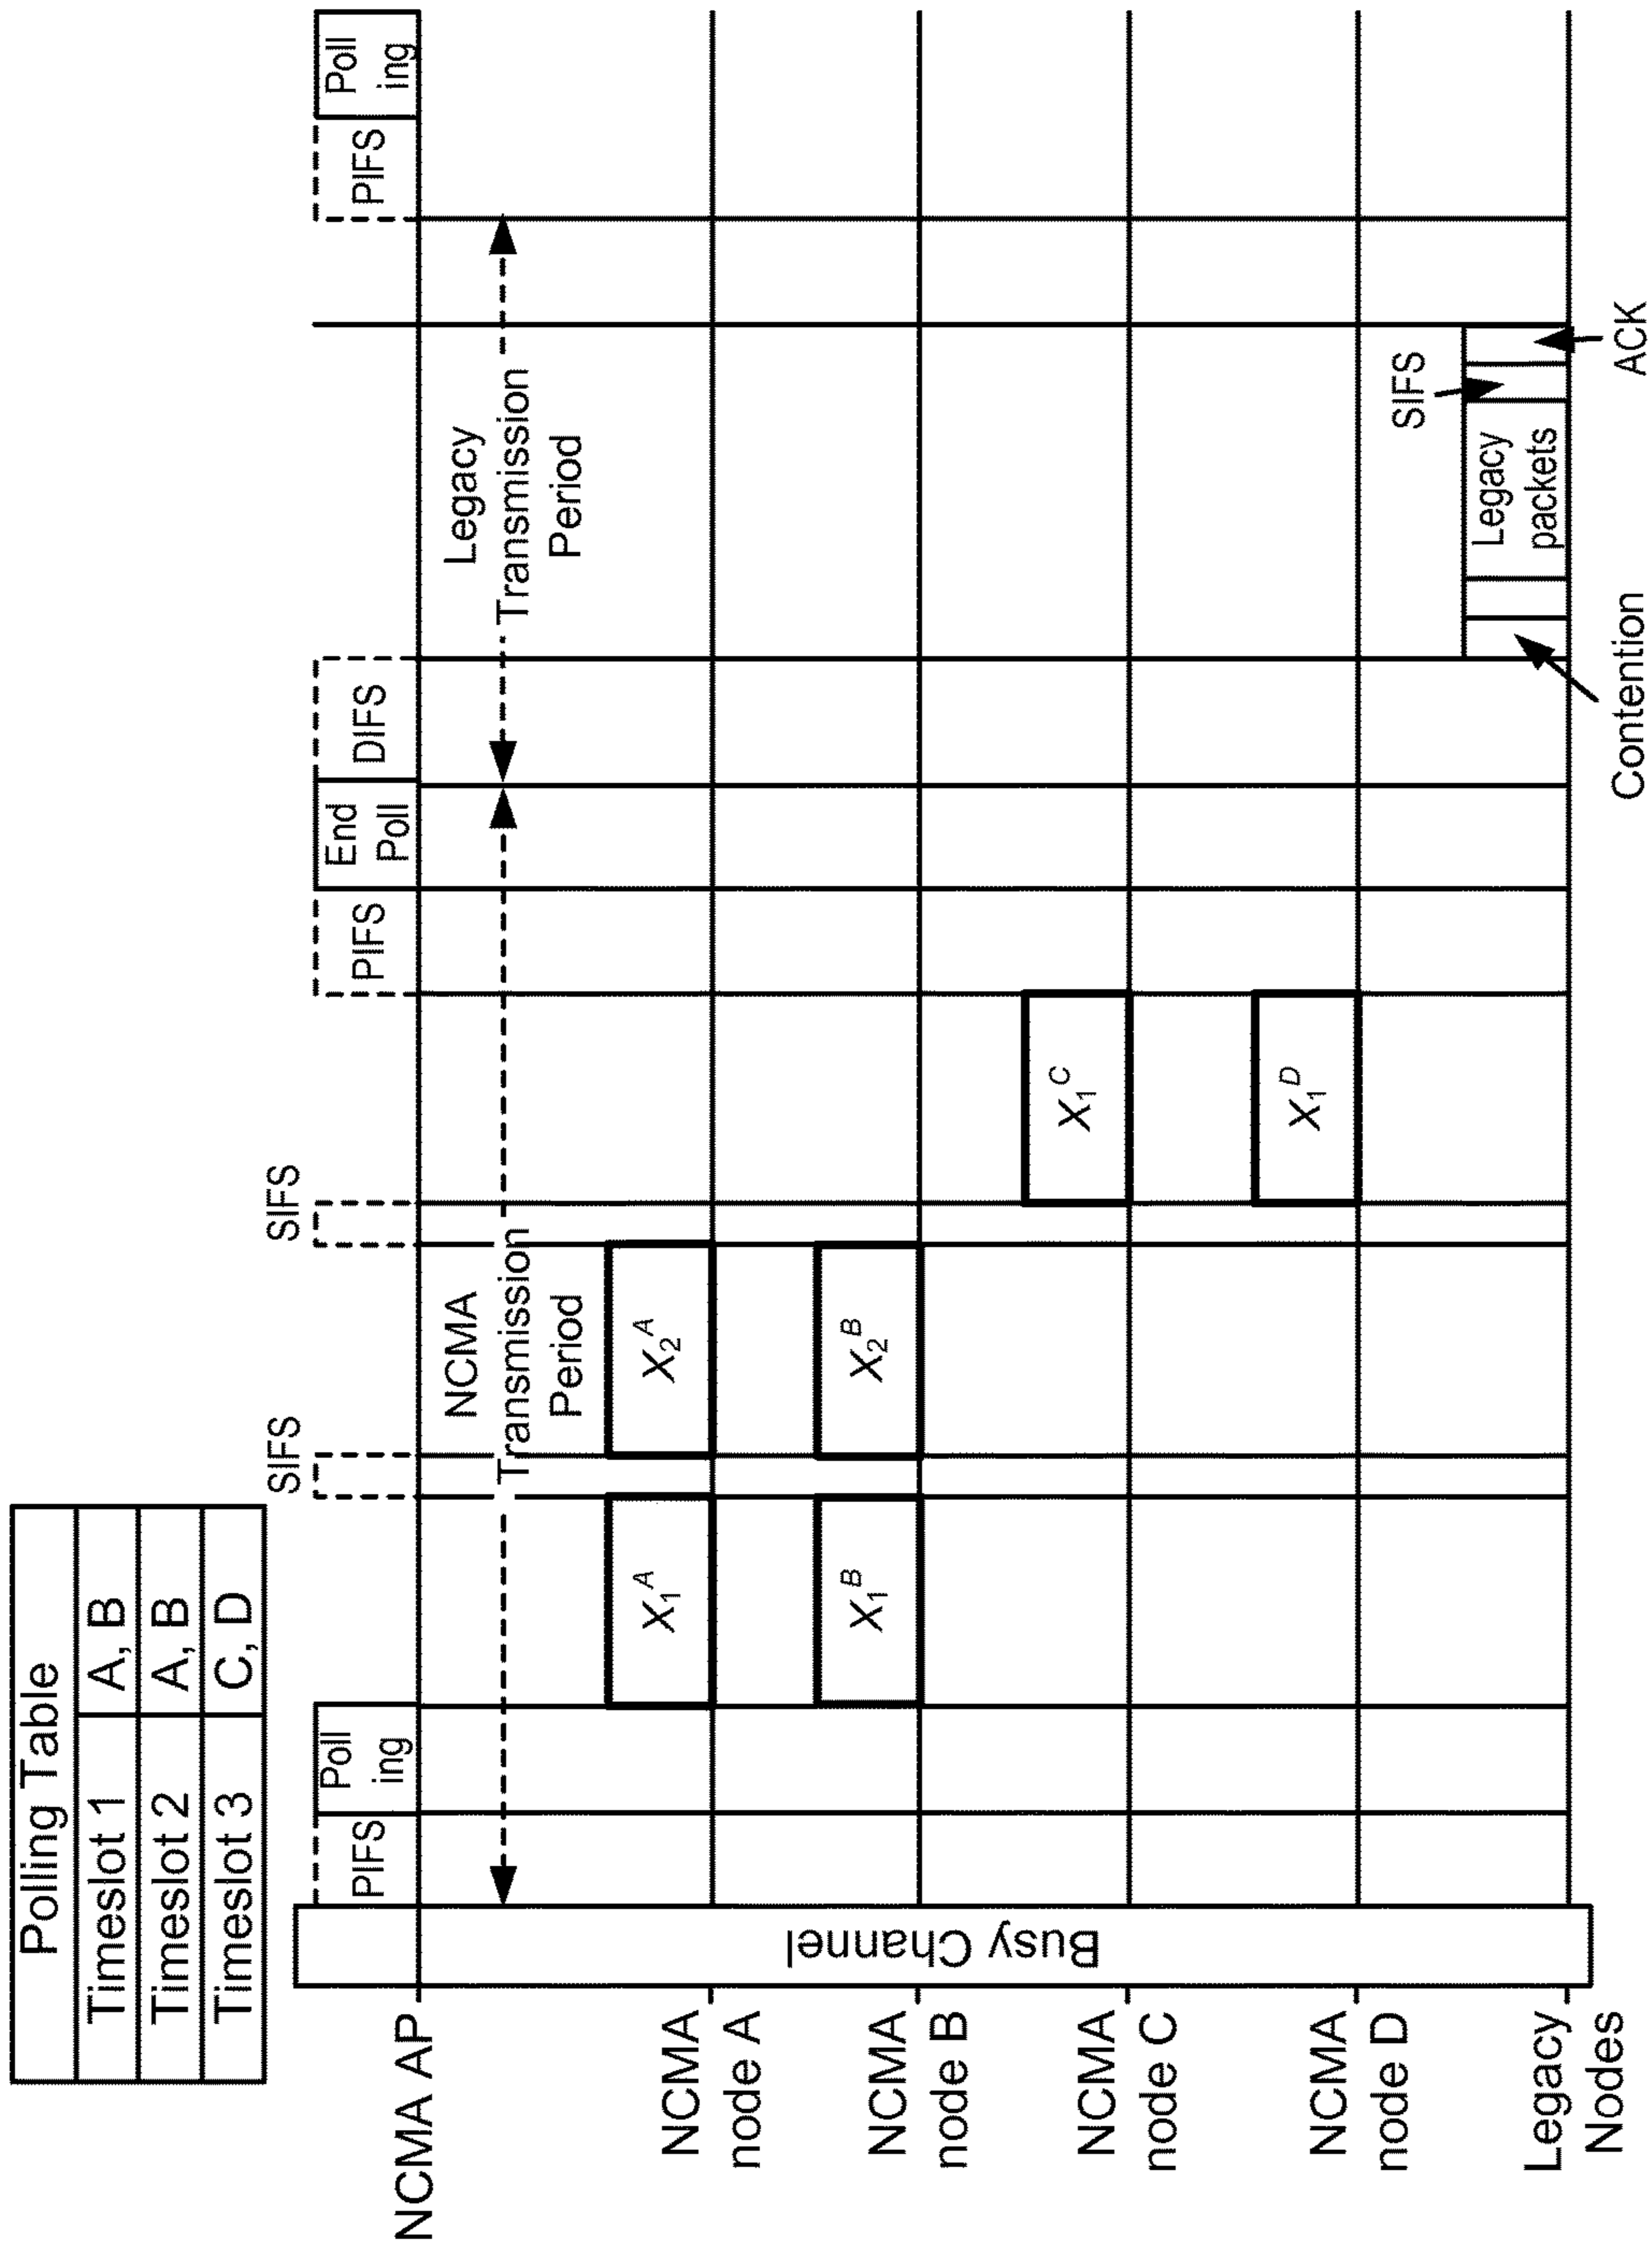 Polling Table
Timeslot 1 A, B
Timeslot 2 A, B
Timeslot 3 C, D
SIFS
SIFS
NCMA AP
PIFS
Poll
ing
PIFS
End
Poll
DIFS
PIFS
Poll
ing
Busy Channel
NCMA
Transmission
Period
Legacy
Transmission
Period
NCMA
node A
X₁ᴬ
X₂ᴬ
NCMA
node B
X₁ᴮ
X₂ᴮ
NCMA
node C
X₁ᶜ
NCMA
node D
X₁ᴰ
SIFS
Legacy
Nodes
Legacy
packets
Contention
ACK